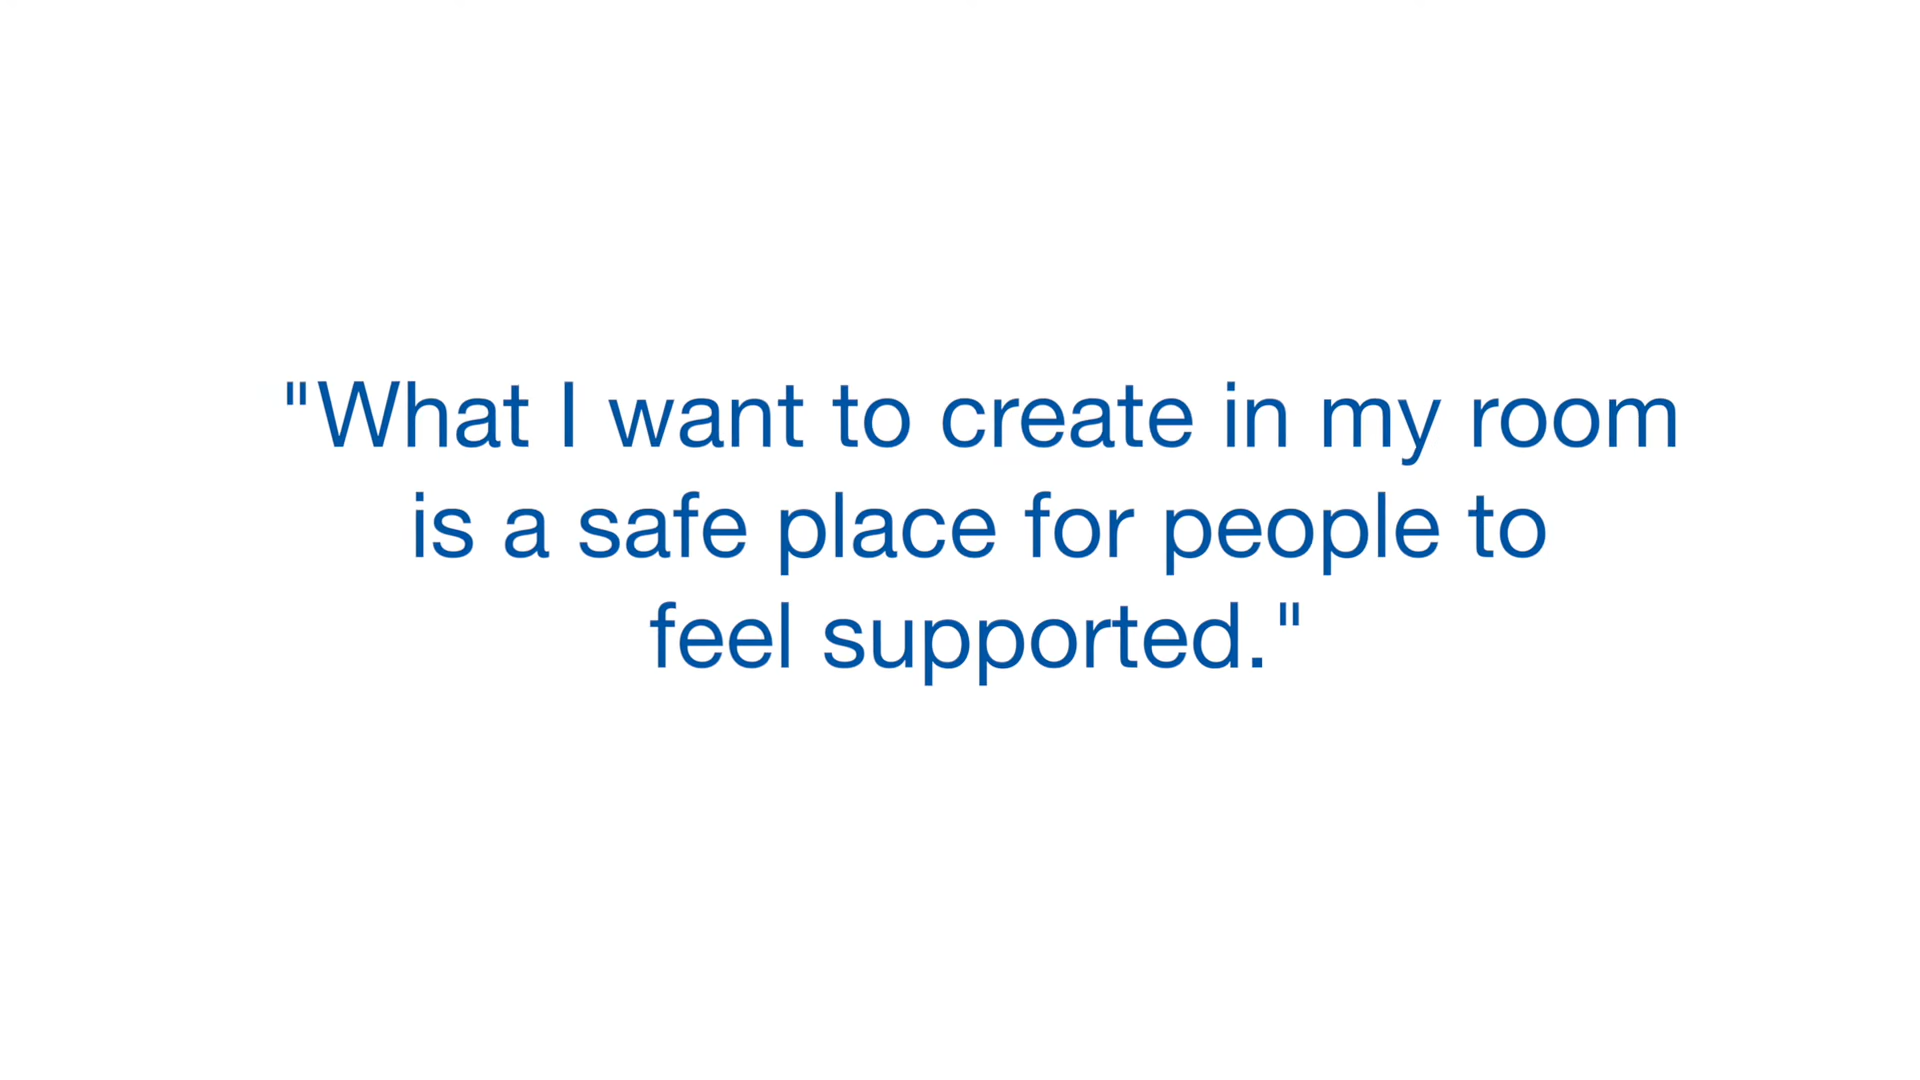 "What I want to create in my room
is a safe place for people to
feel supported."